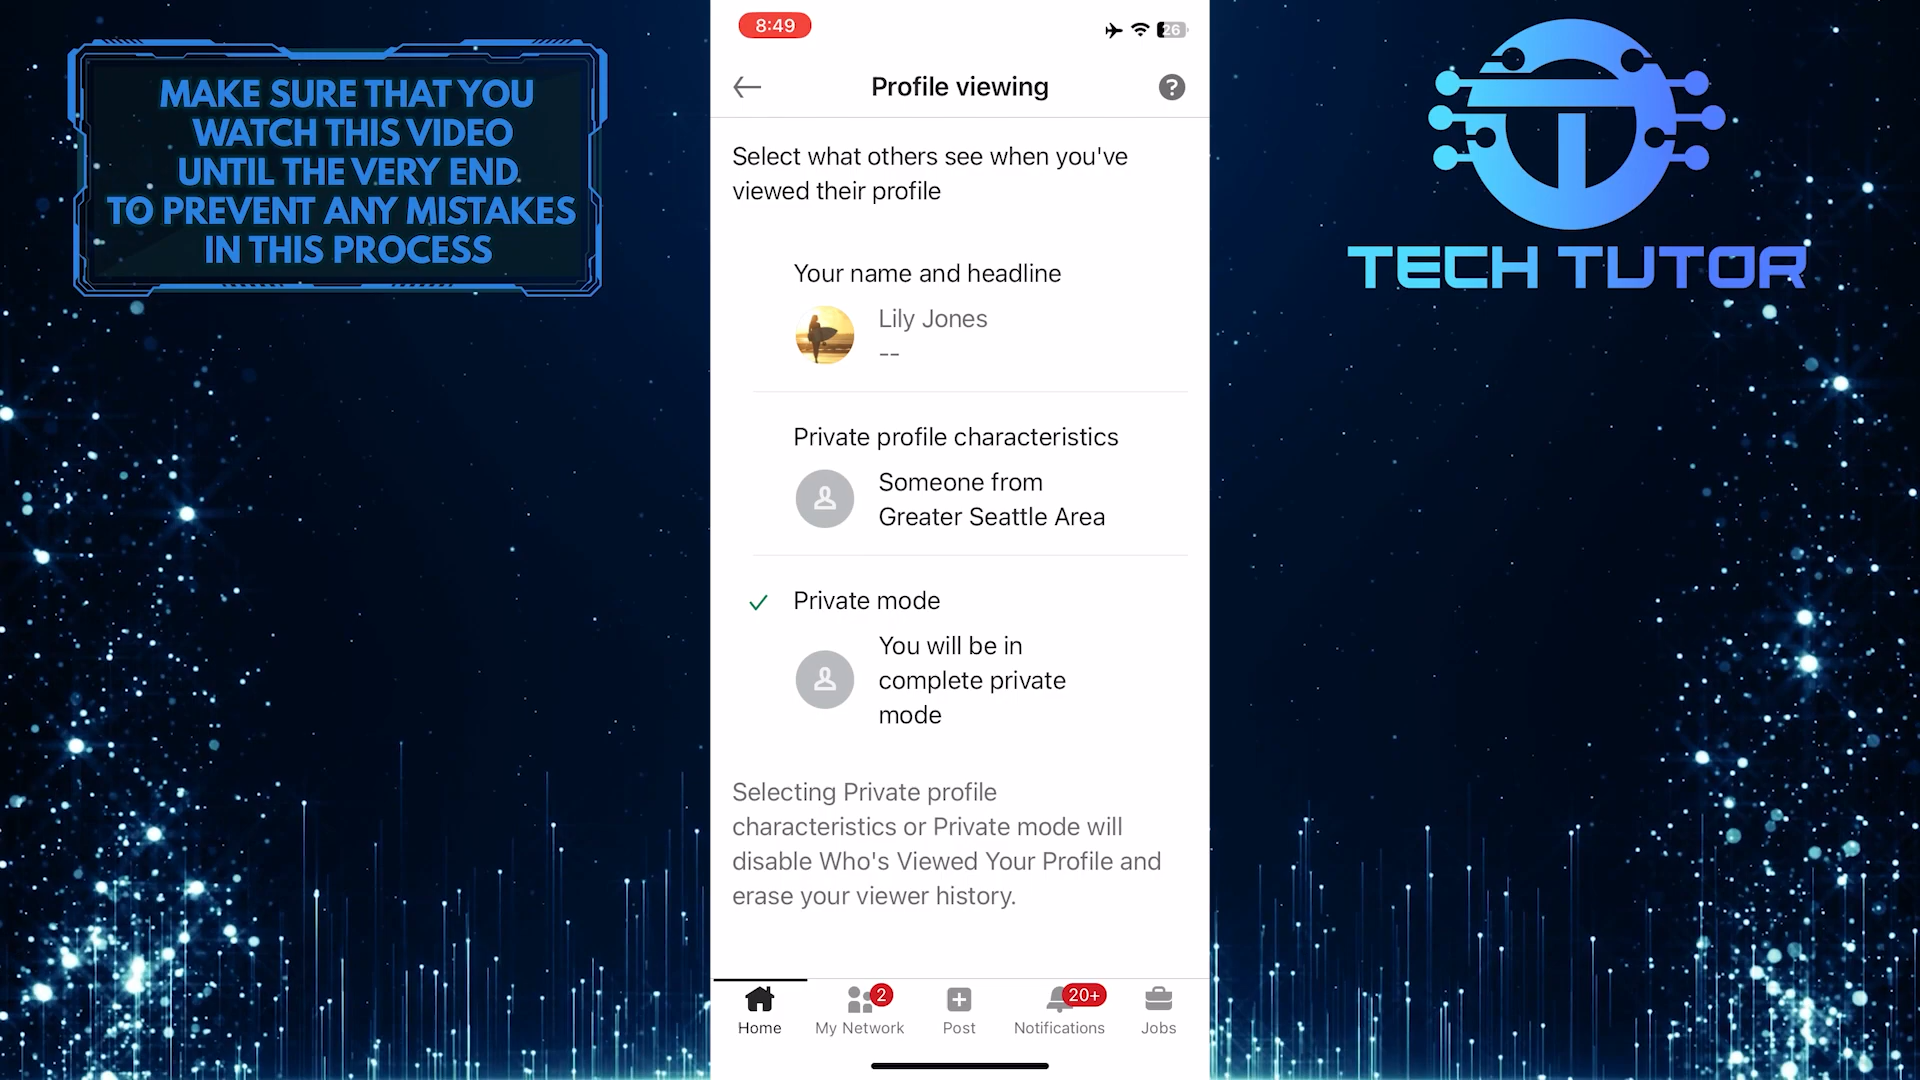 MAKE SURE THAT YOU
WATCH THIS VIDEO
UNTIL THE VERY END
TO PREVENT ANY MISTAKES
IN THIS PROCESS
8:49
26
Profile viewing
?
Select what others see when you've
viewed their profile
Your name and headline
Lily Jones
--
Private profile characteristics
Someone from
Greater Seattle Area
Private mode
You will be in
complete private
mode
Selecting Private profile
characteristics or Private mode will
disable Who's Viewed Your Profile and
erase your viewer history.
2
20+
Home
My Network
Post
Notifications
Jobs
TECH TUTOR